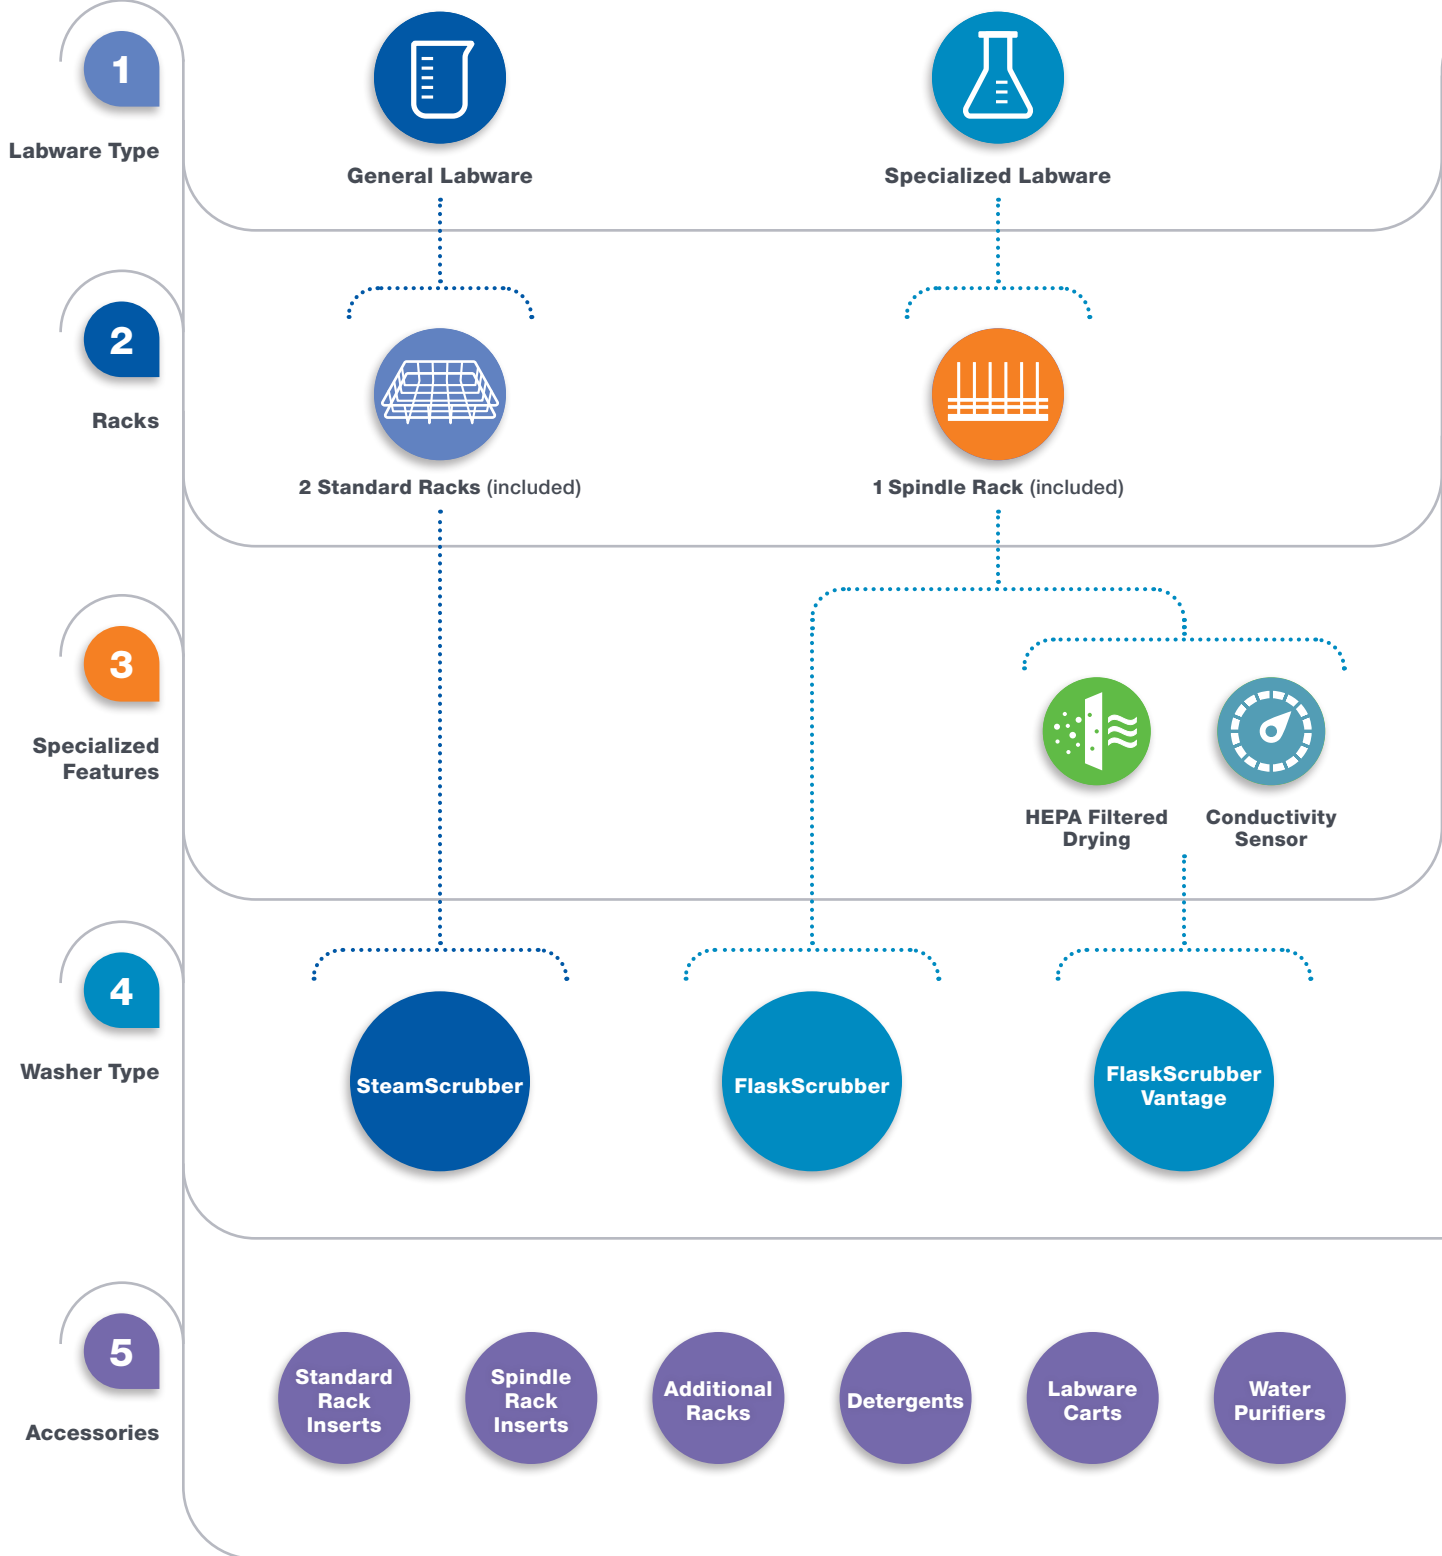 1
Labware Type
General Labware
Specialized Labware
2
Racks
2 Standard Racks (included)
1 Spindle Rack (included)
3
Specialized
Features
HEPA Filtered
Drying
Conductivity
Sensor
4
Washer Type
SteamScrubber
FlaskScrubber
FlaskScrubber
Vantage
5
Accessories
Standard
Rack
Inserts
Spindle
Rack
Inserts
Additional
Racks
Detergents
Labware
Carts
Water
Purifiers